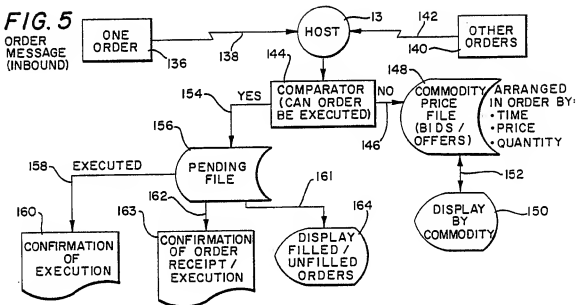 FIG. 5
ORDER
MESSAGE
(INBOUND)
ONE
ORDER
136
138
HOST
13
142
OTHER
ORDERS
140
144
COMPARATOR
(CAN ORDER
BE EXECUTED)
YES
154
NO
146
148
COMMODITY
PRICE
FILE
(BIDS /
OFFERS)
ARRANGED
IN ORDER BY:
• TIME
• PRICE
• QUANTITY
152
DISPLAY
BY
COMMODITY
150
156
PENDING
FILE
158
EXECUTED
160
CONFIRMATION
OF
EXECUTION
162
163
CONFIRMATION
OF ORDER
RECEIPT/
EXECUTION
161
164
DISPLAY
FILLED /
UNFILLED
ORDERS